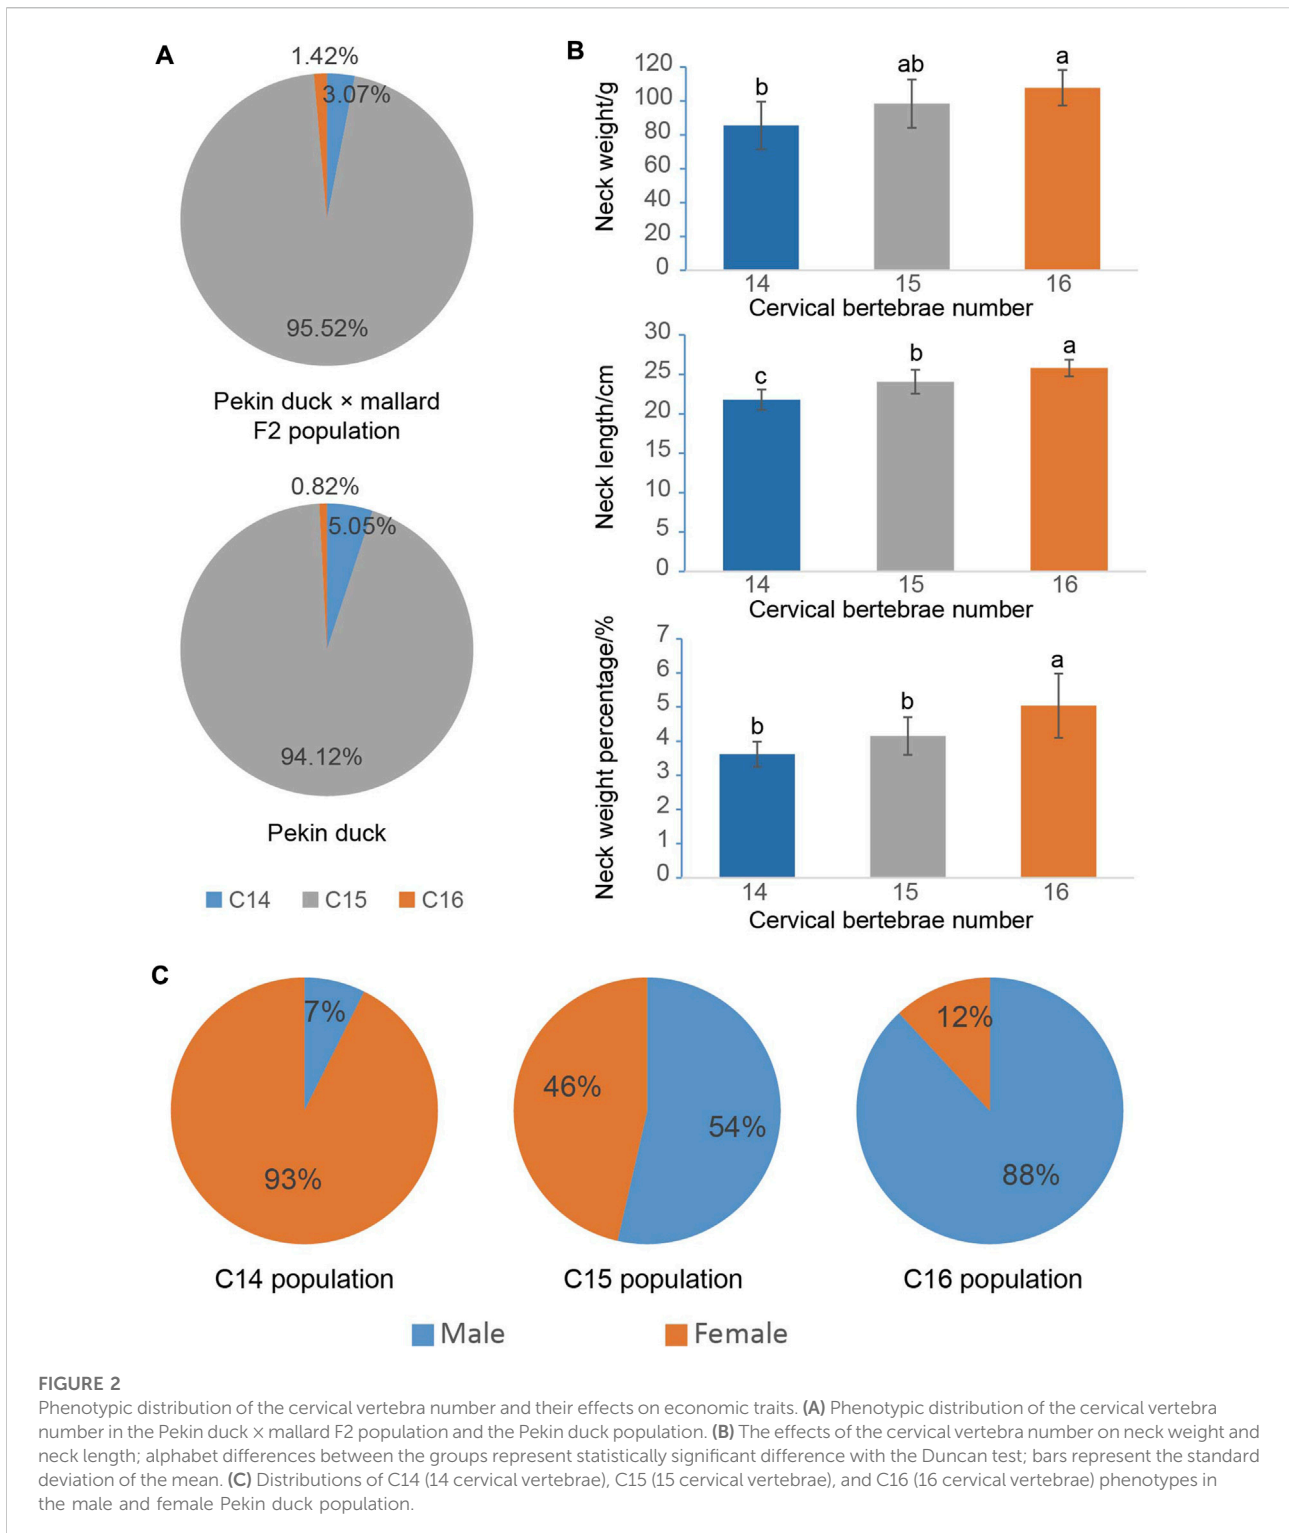 A
1.42%
3.07%
95.52%
Pekin duck × mallard
F2 population
0.82%
5.05%
94.12%
Pekin duck
C14 C15 C16
B
Neck weight/g
120
100
80
60
40
20
0
b
ab
a
14 15 16
Cervical bertebrae number
Neck length/cm
30
25
20
15
10
5
0
c
b
a
14 15 16
Cervical bertebrae number
Neck weight percentage/%
7
6
5
4
3
2
1
0
b
b
a
14 15 16
Cervical bertebrae number
C
7%
93%
C14 population
46%
54%
C15 population
12%
88%
C16 population
Male Female
FIGURE 2
Phenotypic distribution of the cervical vertebra number and their effects on economic traits. (A) Phenotypic distribution of the cervical vertebra
number in the Pekin duck × mallard F2 population and the Pekin duck population. (B) The effects of the cervical vertebra number on neck weight and
neck length; alphabet differences between the groups represent statistically significant difference with the Duncan test; bars represent the standard
deviation of the mean. (C) Distributions of C14 (14 cervical vertebrae), C15 (15 cervical vertebrae), and C16 (16 cervical vertebrae) phenotypes in
the male and female Pekin duck population.